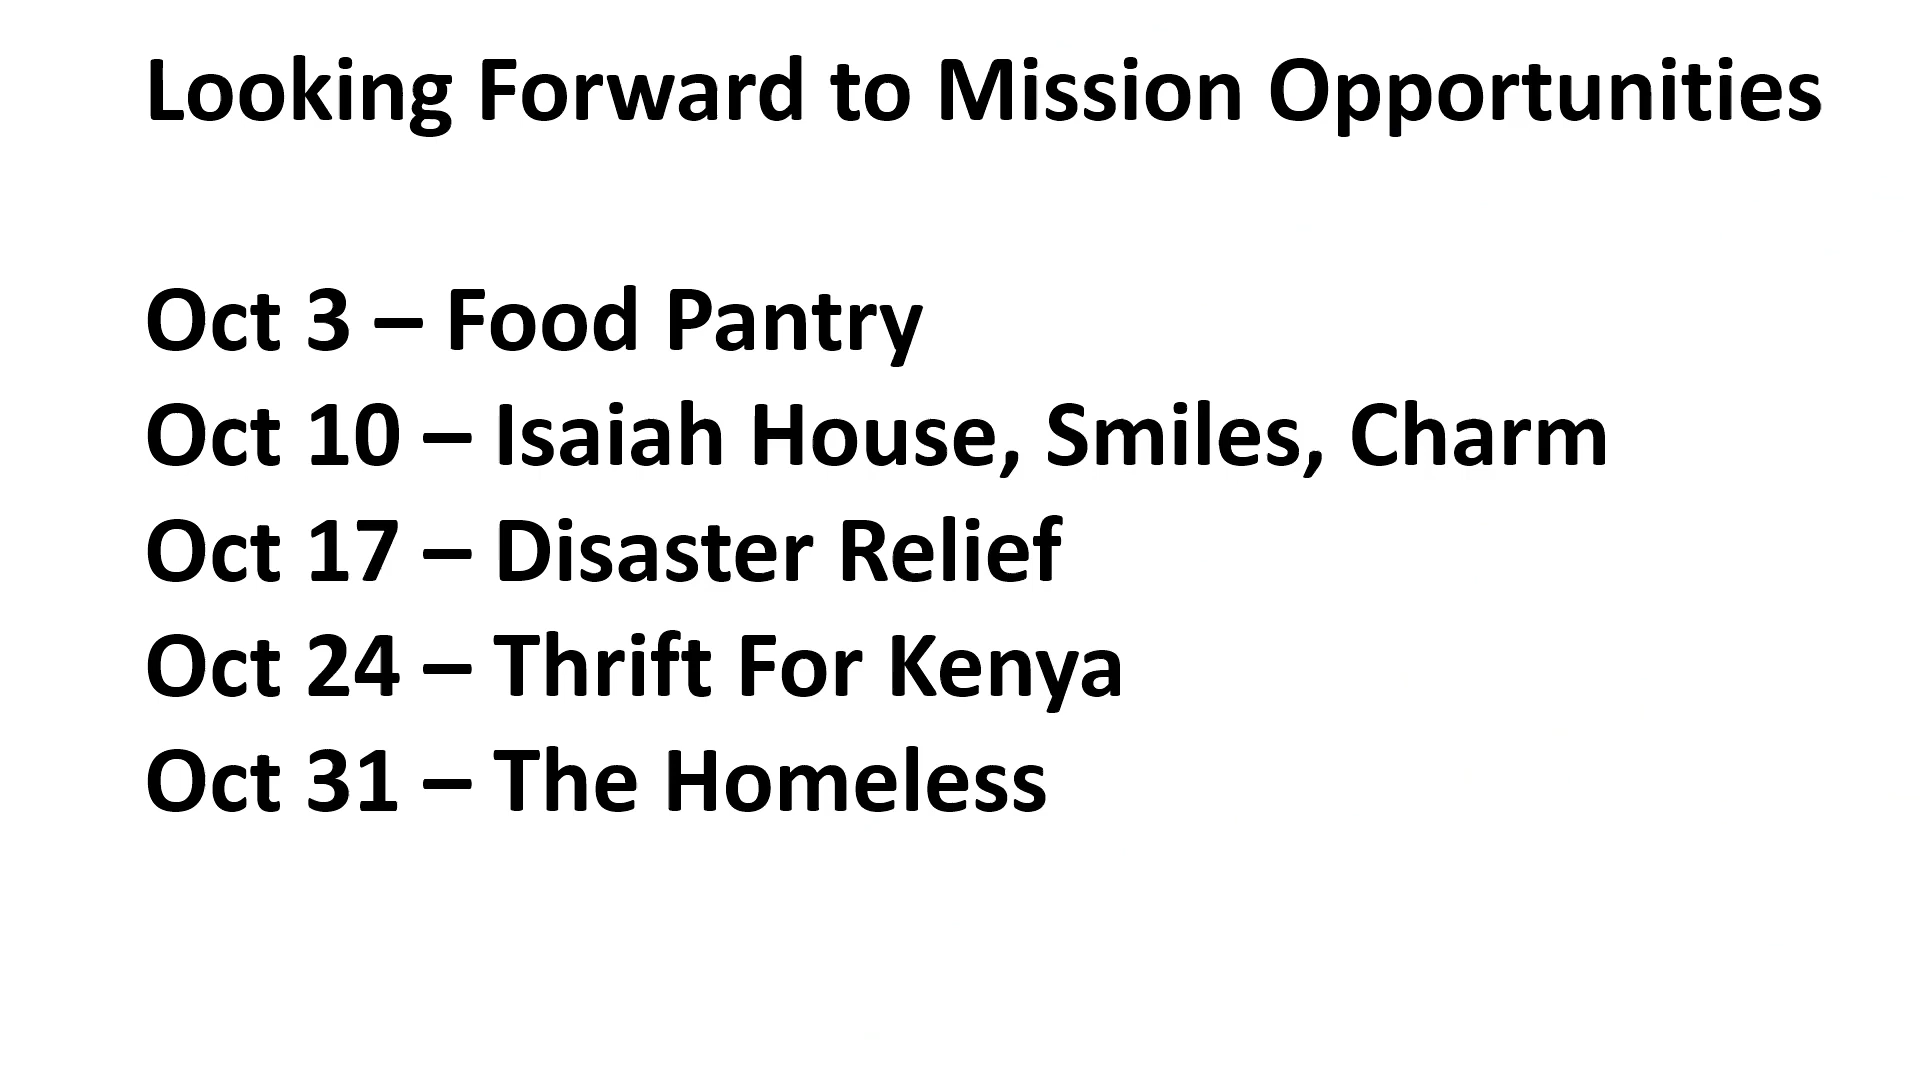 Looking Forward to Mission Opportunities
Oct 3 – Food Pantry
Oct 10 – Isaiah House, Smiles, Charm
Oct 17 – Disaster Relief
Oct 24 – Thrift For Kenya
Oct 31 – The Homeless